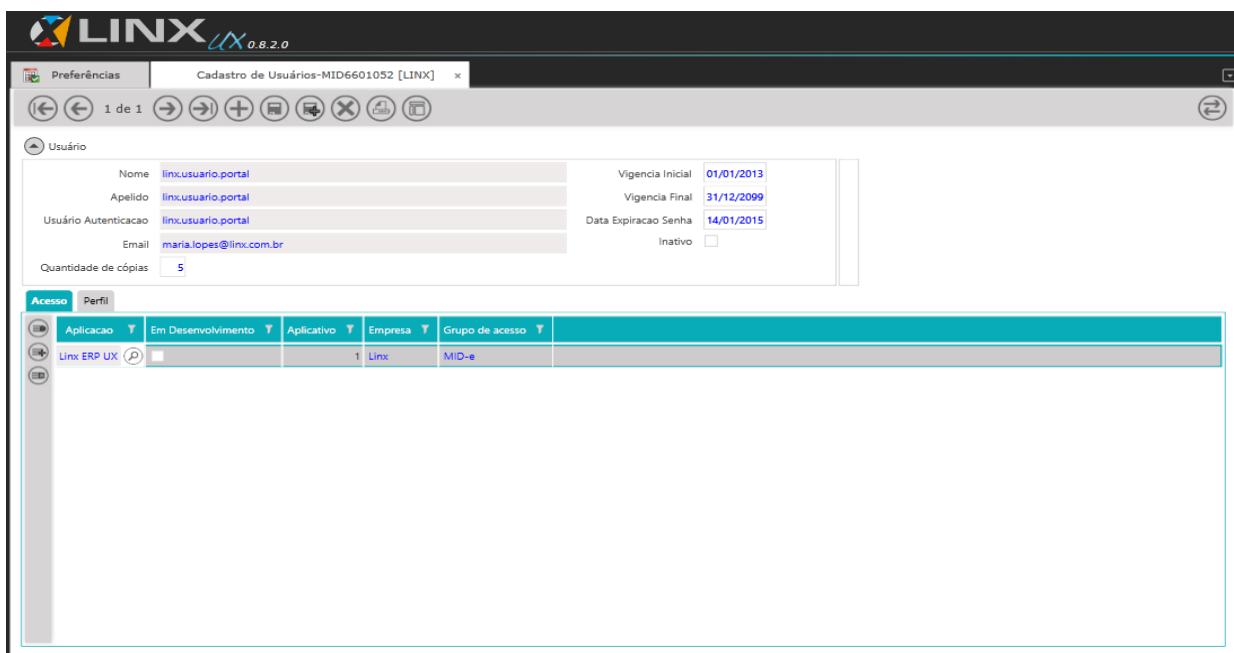 LINX UX 0.8.2.0
Preferências Cadastro de Usuários-MID6601052 [LINX] x
1 de 1
Usuário
Nome linx.usuario.portal Vigencia Inicial 01/01/2013
Apelido linx.usuario.portal Vigencia Final 31/12/2099
Usuário Autenticacao linx.usuario.portal Data Expiracao Senha 14/01/2015
Email maria.lopes@linx.com.br Inativo
Quantidade de cópias 5
Acesso Perfil
Aplicacao Em Desenvolvimento Aplicativo Empresa Grupo de acesso
Linx ERP UX 1 Linx MID-e